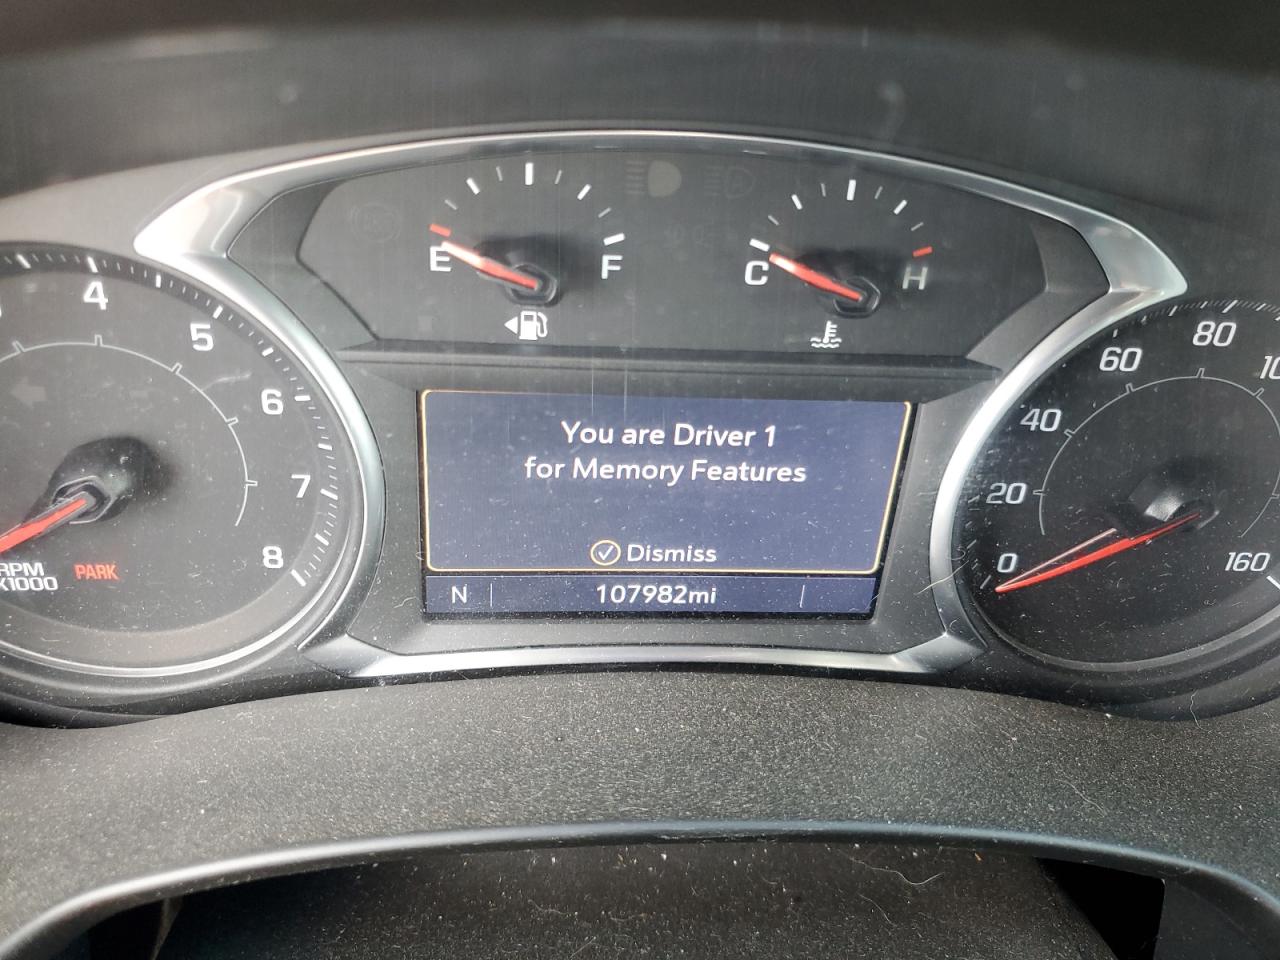 E F
C H
4
5
6
7
8
RPM
X1000
PARK
You are Driver 1
for Memory Features
Dismiss
N 107982mi
0
20
40
60
80
160